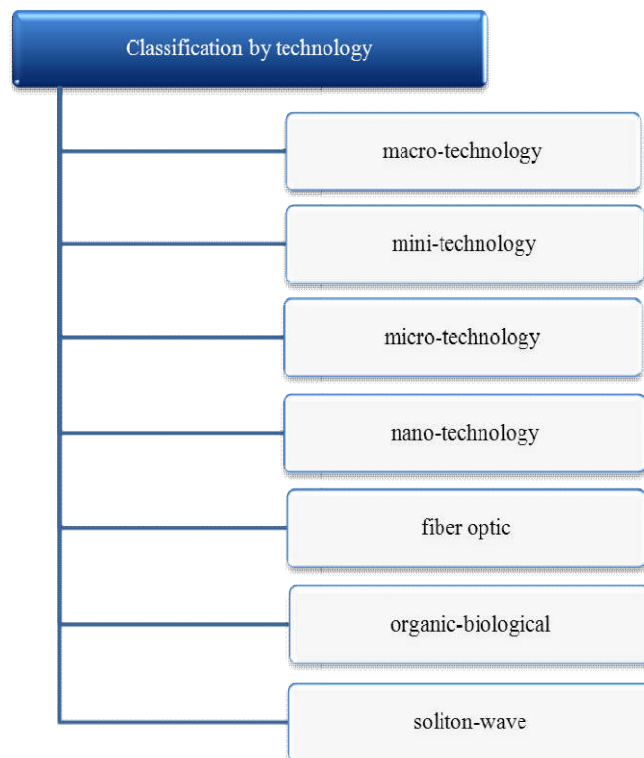 Classification by technology
macro-technology
mini-technology
micro-technology
nano-technology
fiber optic
organic-biological
soliton-wave